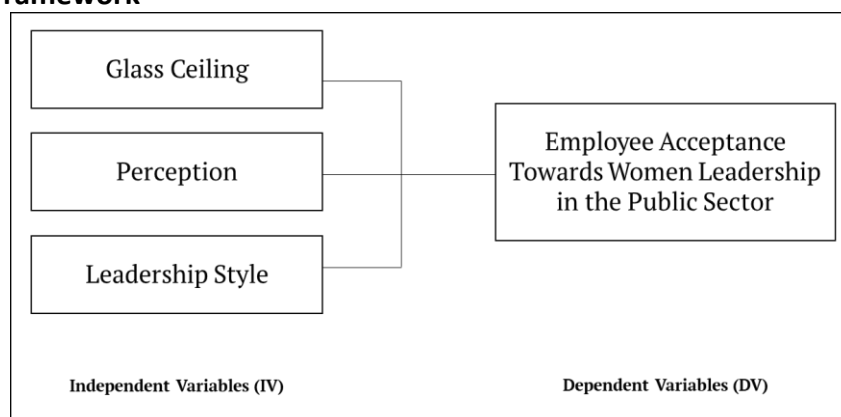 framework
Glass Ceiling
Perception
Leadership Style
Employee Acceptance
Towards Women Leadership
in the Public Sector
Independent Variables (IV)
Dependent Variables (DV)